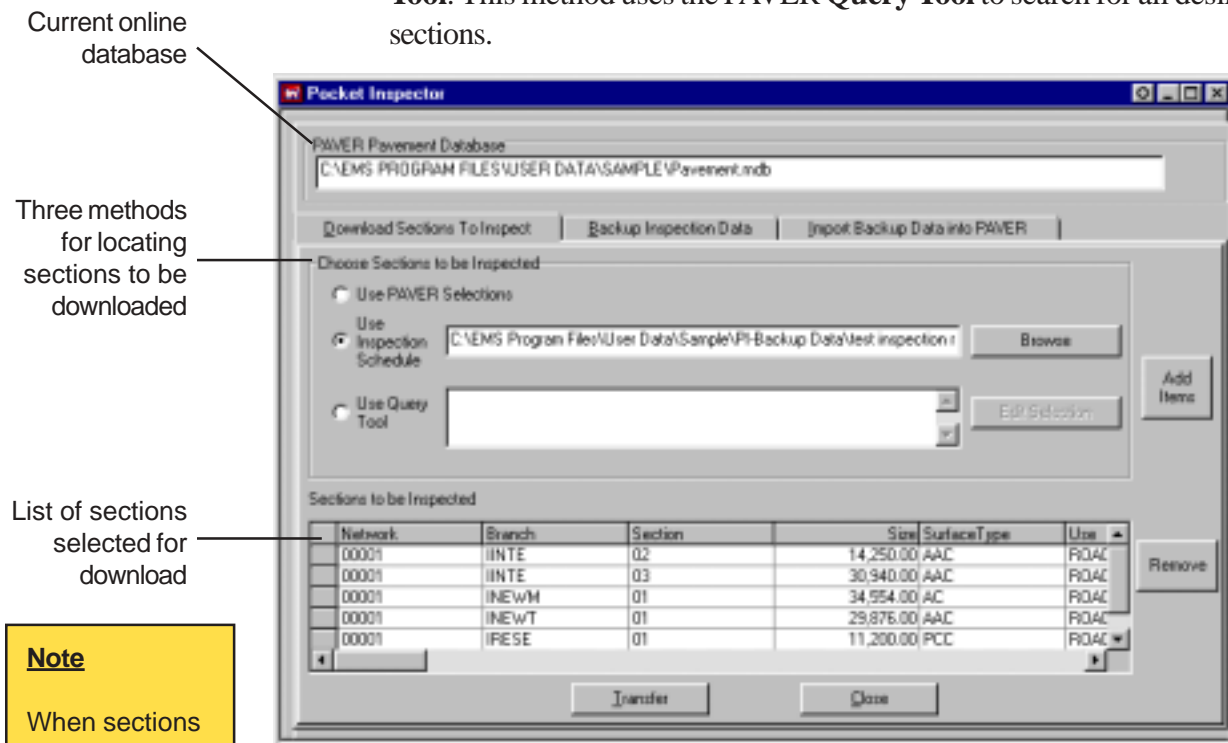 Tool. This method uses the PAVER Query Tool to search for all
sections.
Current online
database
Three methods
for locating
sections to be
downloaded
List of sections
selected for
download
Note
When sections
Pocket Inspector
PAVER Pavement Database
C:\EMS PROGRAM FILES\USER DATA\SAMPLE\Pavement.mdb
Download Sections To Inspect
Backup Inspection Data
Import Backup Data into PAVER
Choose Sections to be Inspected
Use PAVER Selections
Use
Inspection
Schedule
C:\EMS Program Files\User Data\Sample\PI-Backup Data\test inspection
Browse
Use Query
Tool
Edit Selection
Add
Items
Sections to be Inspected
Network Branch Section Size SurfaceType Use
00001 IINTE 02 14,250.00 AAC ROAD
00001 IINTE 03 30,940.00 AAC ROAD
00001 INEWM 01 34,554.00 AC ROAD
00001 INEWT 01 29,876.00 AAC ROAD
00001 IRESE 01 11,200.00 PCC ROAD
Remove
Transfer
Close